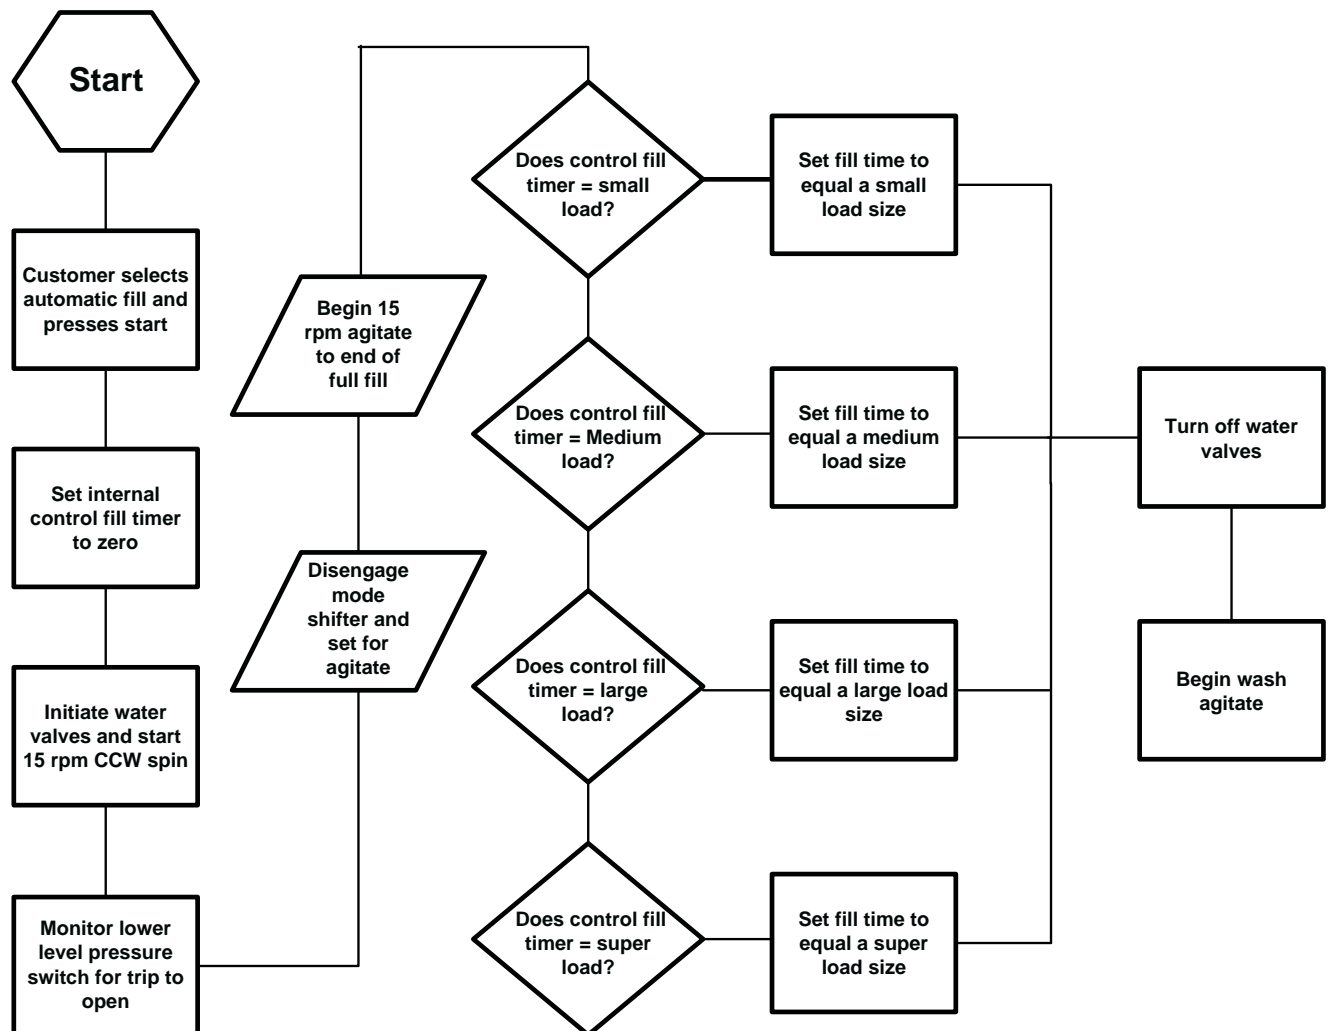 Start
Customer selects
automatic fill and
presses start
Set internal
control fill timer
to zero
Initiate water
valves and start
15 rpm CCW spin
Monitor lower
level pressure
switch for trip to
open
Disengage
mode
shifter and
set for
agitate
Begin 15
rpm agitate
to end of
full fill
Does control fill
timer = small
load?
Set fill time to
equal a small
load size
Does control fill
timer = Medium
load?
Set fill time to
equal a medium
load size
Does control fill
timer = large
load?
Set fill time to
equal a large load
size
Does control fill
timer = super
load?
Set fill time to
equal a super
load size
Turn off water
valves
Begin wash
agitate